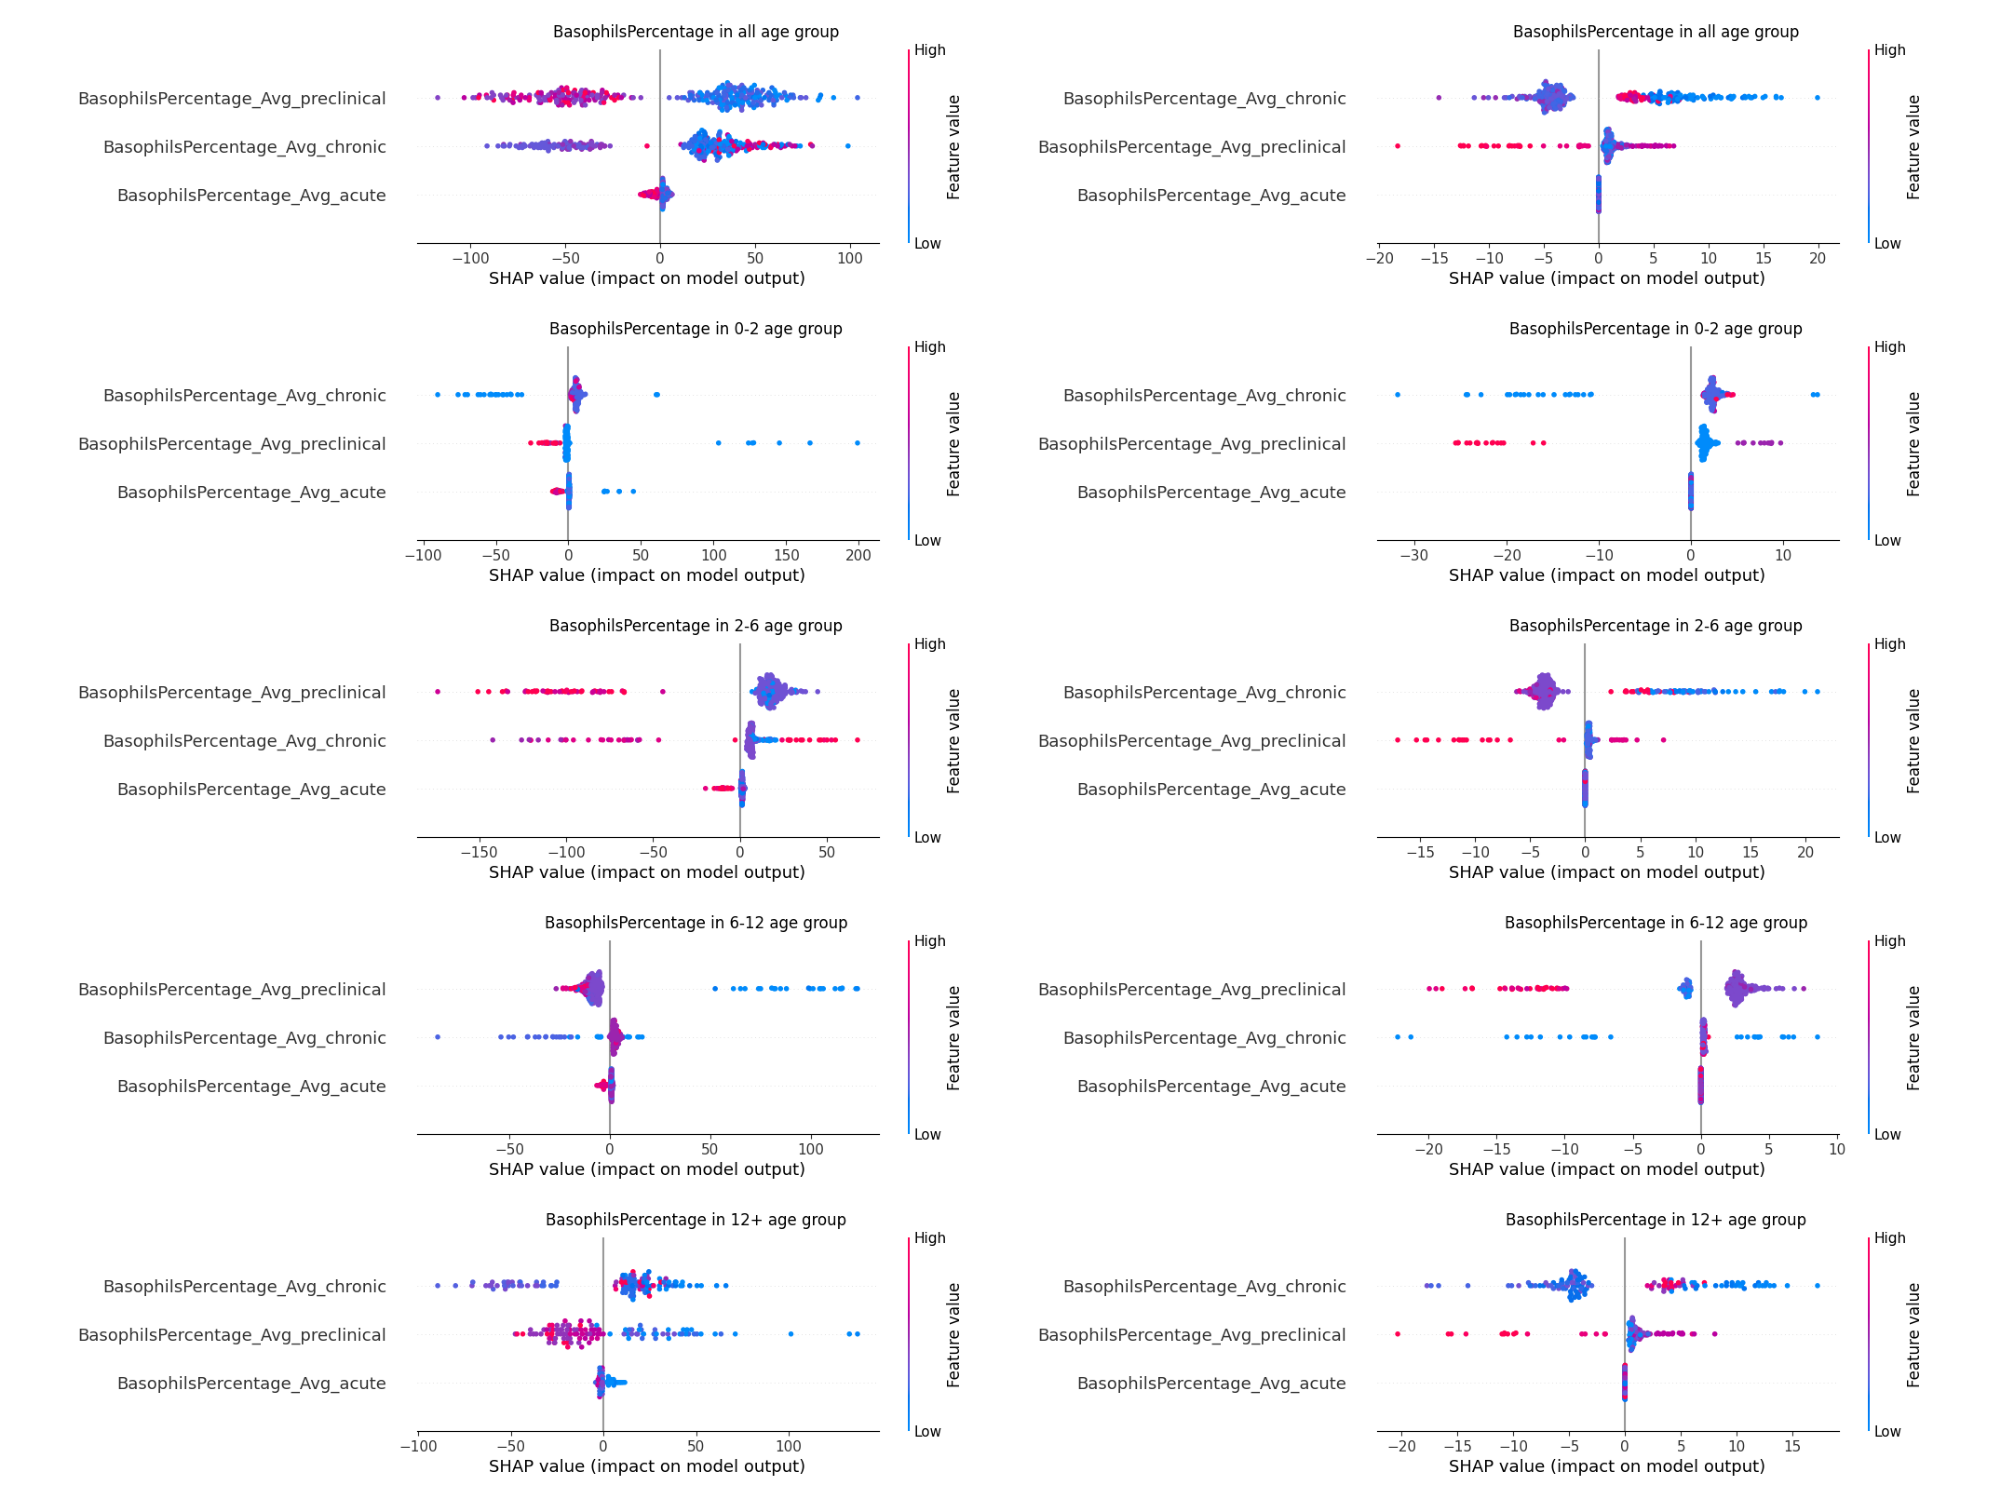 BasophilsPercentage in all age group
High
BasophilsPercentage_Avg_preclinical
BasophilsPercentage_Avg_chronic
BasophilsPercentage_Avg_acute
Feature value
Low
−100 −50 0 50 100
SHAP value (impact on model output)
BasophilsPercentage in all age group
High
BasophilsPercentage_Avg_chronic
BasophilsPercentage_Avg_preclinical
BasophilsPercentage_Avg_acute
Feature value
Low
−20 −15 −10 −5 0 5 10 15 20
SHAP value (impact on model output)
BasophilsPercentage in 0-2 age group
High
BasophilsPercentage_Avg_chronic
BasophilsPercentage_Avg_preclinical
BasophilsPercentage_Avg_acute
Feature value
Low
−100 −50 0 50 100 150 200
SHAP value (impact on model output)
BasophilsPercentage in 0-2 age group
High
BasophilsPercentage_Avg_chronic
BasophilsPercentage_Avg_preclinical
BasophilsPercentage_Avg_acute
Feature value
Low
−30 −20 −10 0 10
SHAP value (impact on model output)
BasophilsPercentage in 2-6 age group
High
BasophilsPercentage_Avg_preclinical
BasophilsPercentage_Avg_chronic
BasophilsPercentage_Avg_acute
Feature value
Low
−150 −100 −50 0 50
SHAP value (impact on model output)
BasophilsPercentage in 2-6 age group
High
BasophilsPercentage_Avg_chronic
BasophilsPercentage_Avg_preclinical
BasophilsPercentage_Avg_acute
Feature value
Low
−15 −10 −5 0 5 10 15 20
SHAP value (impact on model output)
BasophilsPercentage in 6-12 age group
High
BasophilsPercentage_Avg_preclinical
BasophilsPercentage_Avg_chronic
BasophilsPercentage_Avg_acute
Feature value
Low
−50 0 50 100
SHAP value (impact on model output)
BasophilsPercentage in 6-12 age group
High
BasophilsPercentage_Avg_preclinical
BasophilsPercentage_Avg_chronic
BasophilsPercentage_Avg_acute
Feature value
Low
−20 −15 −10 −5 0 5 10
SHAP value (impact on model output)
BasophilsPercentage in 12+ age group
High
BasophilsPercentage_Avg_chronic
BasophilsPercentage_Avg_preclinical
BasophilsPercentage_Avg_acute
Feature value
Low
−100 −50 0 50 100
SHAP value (impact on model output)
BasophilsPercentage in 12+ age group
High
BasophilsPercentage_Avg_chronic
BasophilsPercentage_Avg_preclinical
BasophilsPercentage_Avg_acute
Feature value
Low
−20 −15 −10 −5 0 5 10 15
SHAP value (impact on model output)